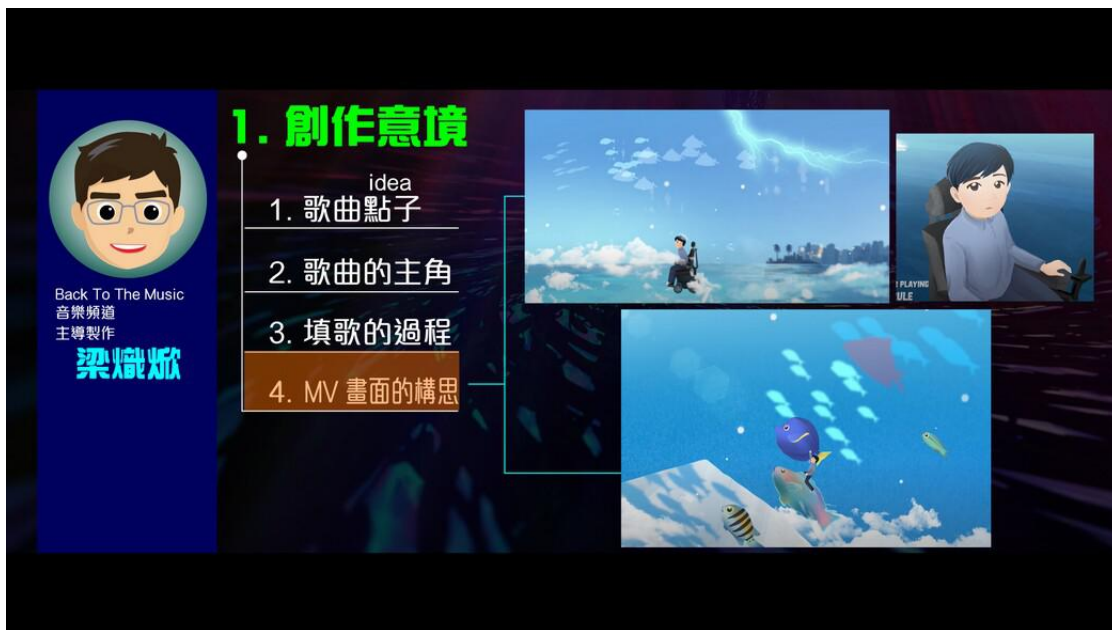 1. 創作意境
idea
1. 歌曲點子
2. 歌曲的主角
3. 填歌的過程
4. MV 畫面的構思
Back To The Music
音樂頻道
主導製作
梁熾焮
PLAYING
ULE